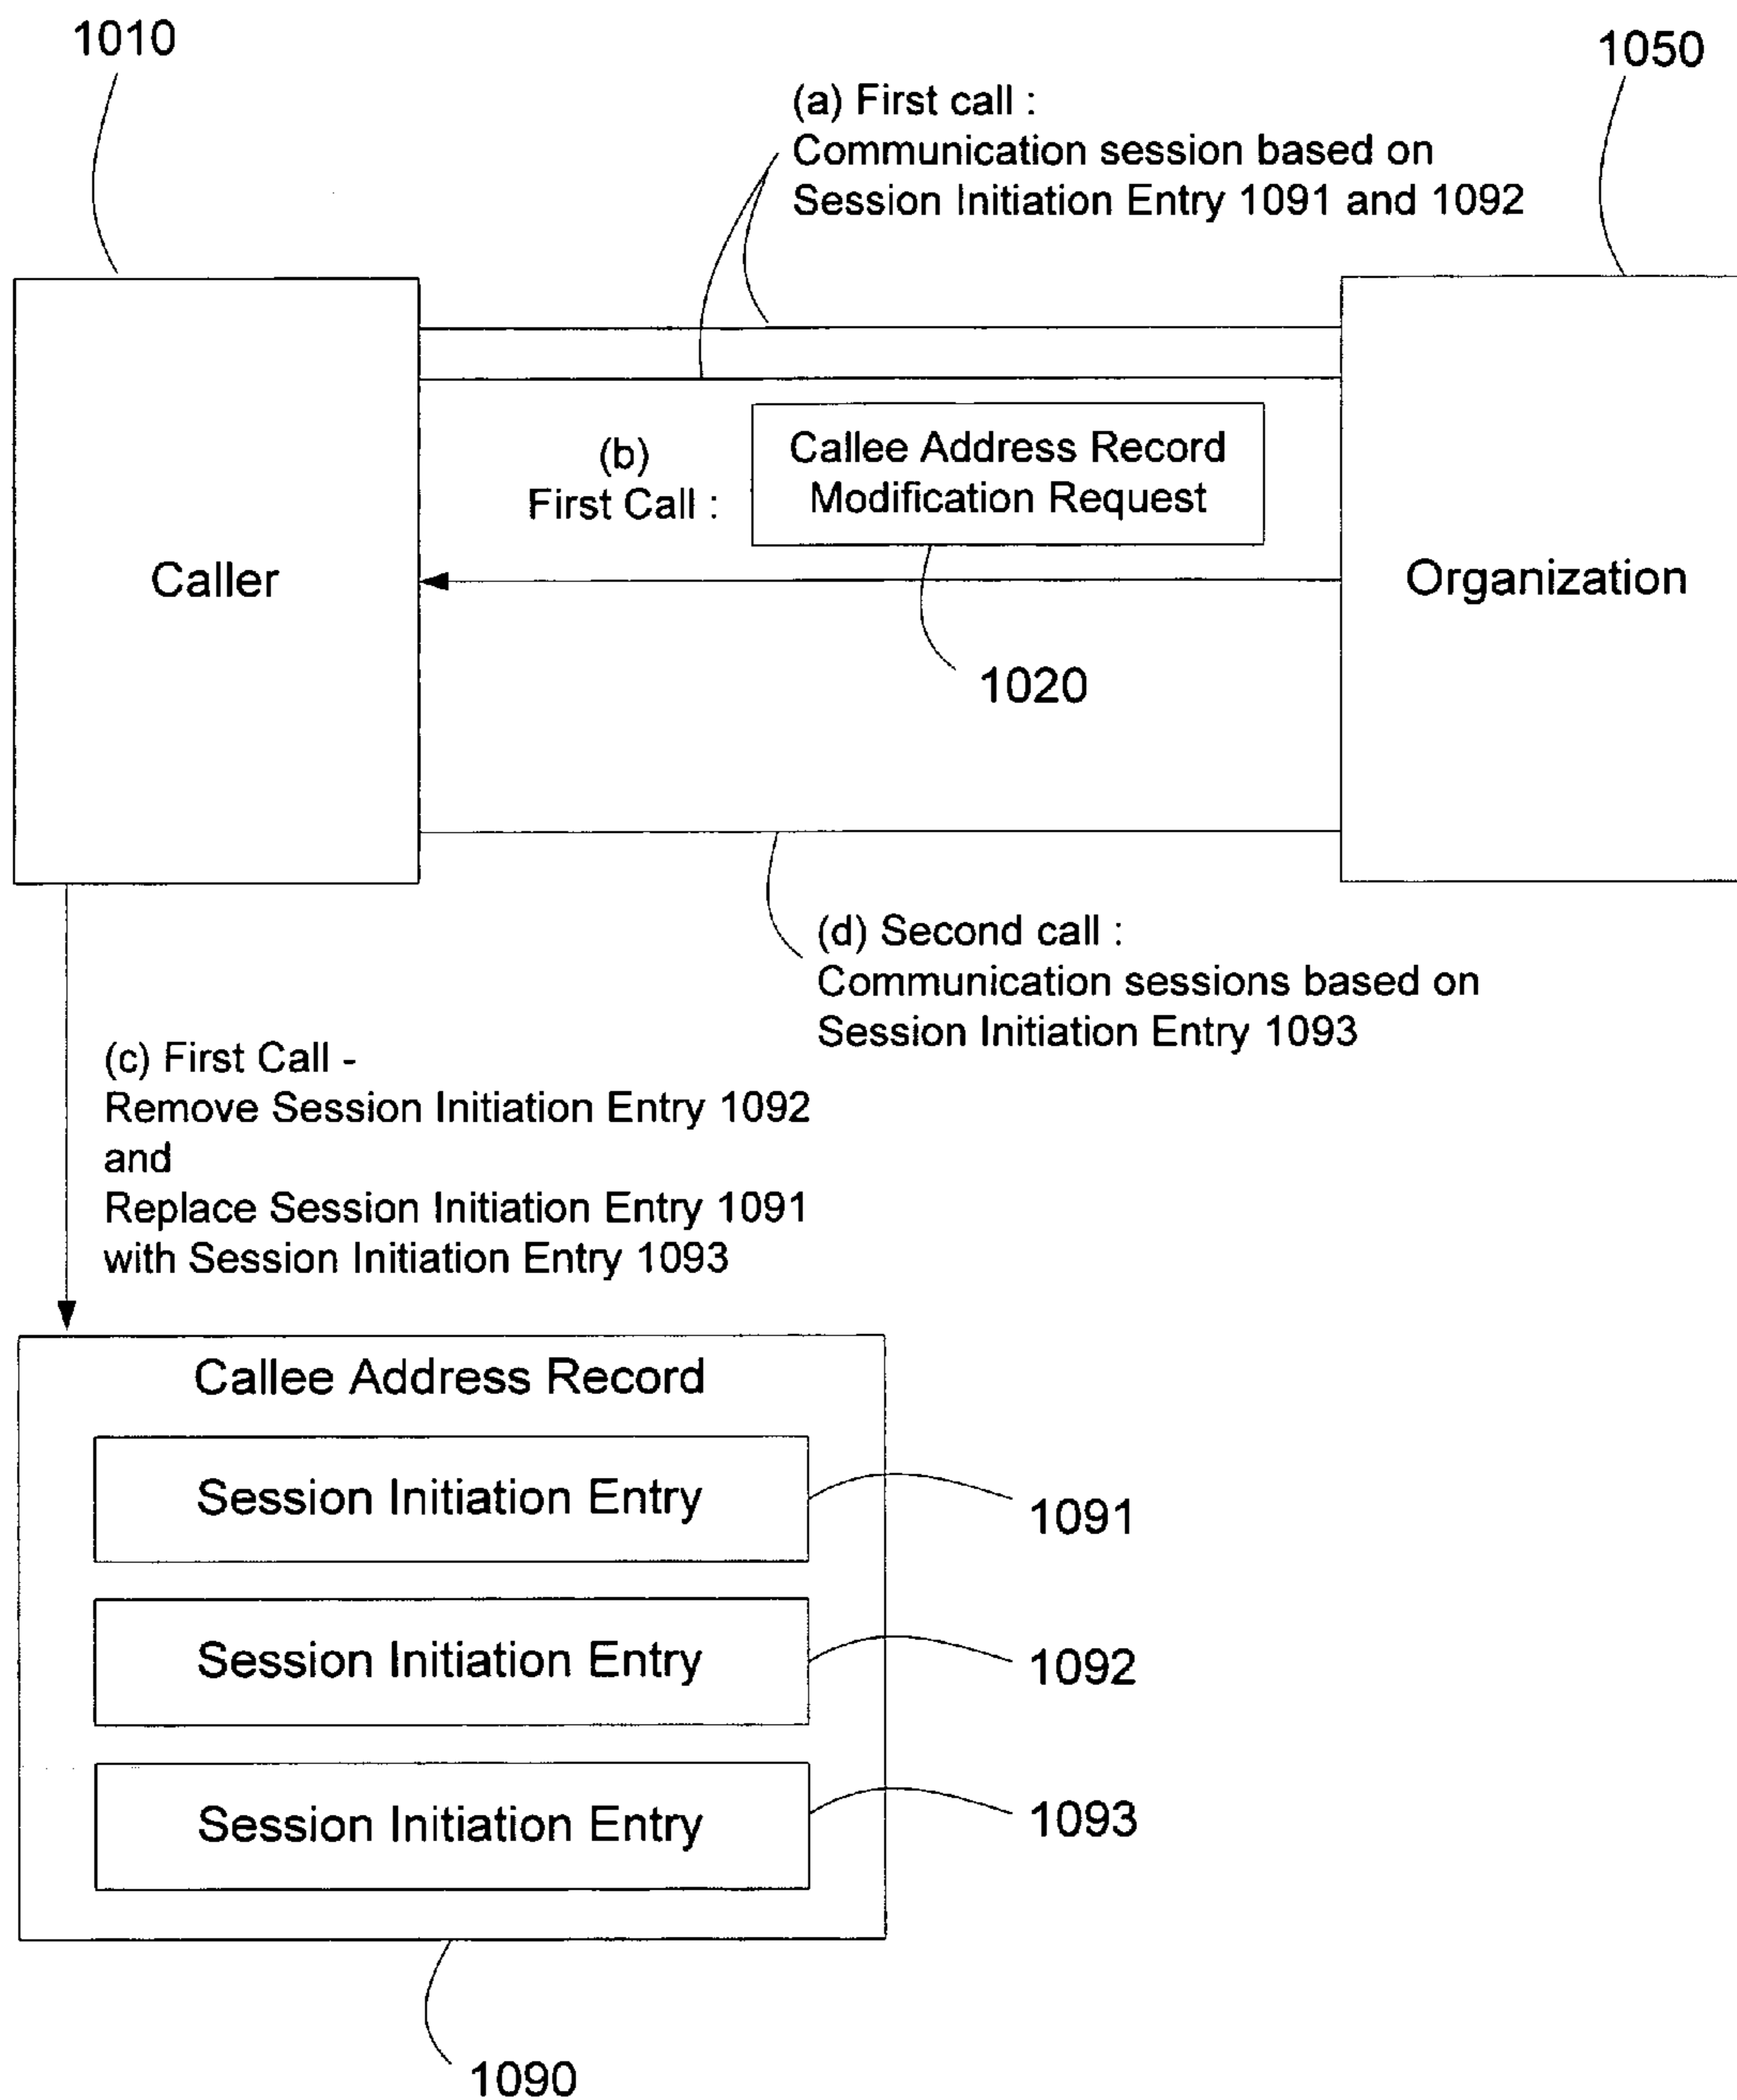 1010
1050
(a) First call :
Communication session based on
Session Initiation Entry 1091 and 1092
(b)
First Call :
Callee Address Record
Modification Request
Caller
Organization
1020
(d) Second call :
Communication sessions based on
Session Initiation Entry 1093
(c) First Call -
Remove Session Initiation Entry 1092
and
Replace Session Initiation Entry 1091
with Session Initiation Entry 1093
Callee Address Record
Session Initiation Entry
1091
Session Initiation Entry
1092
Session Initiation Entry
1093
1090